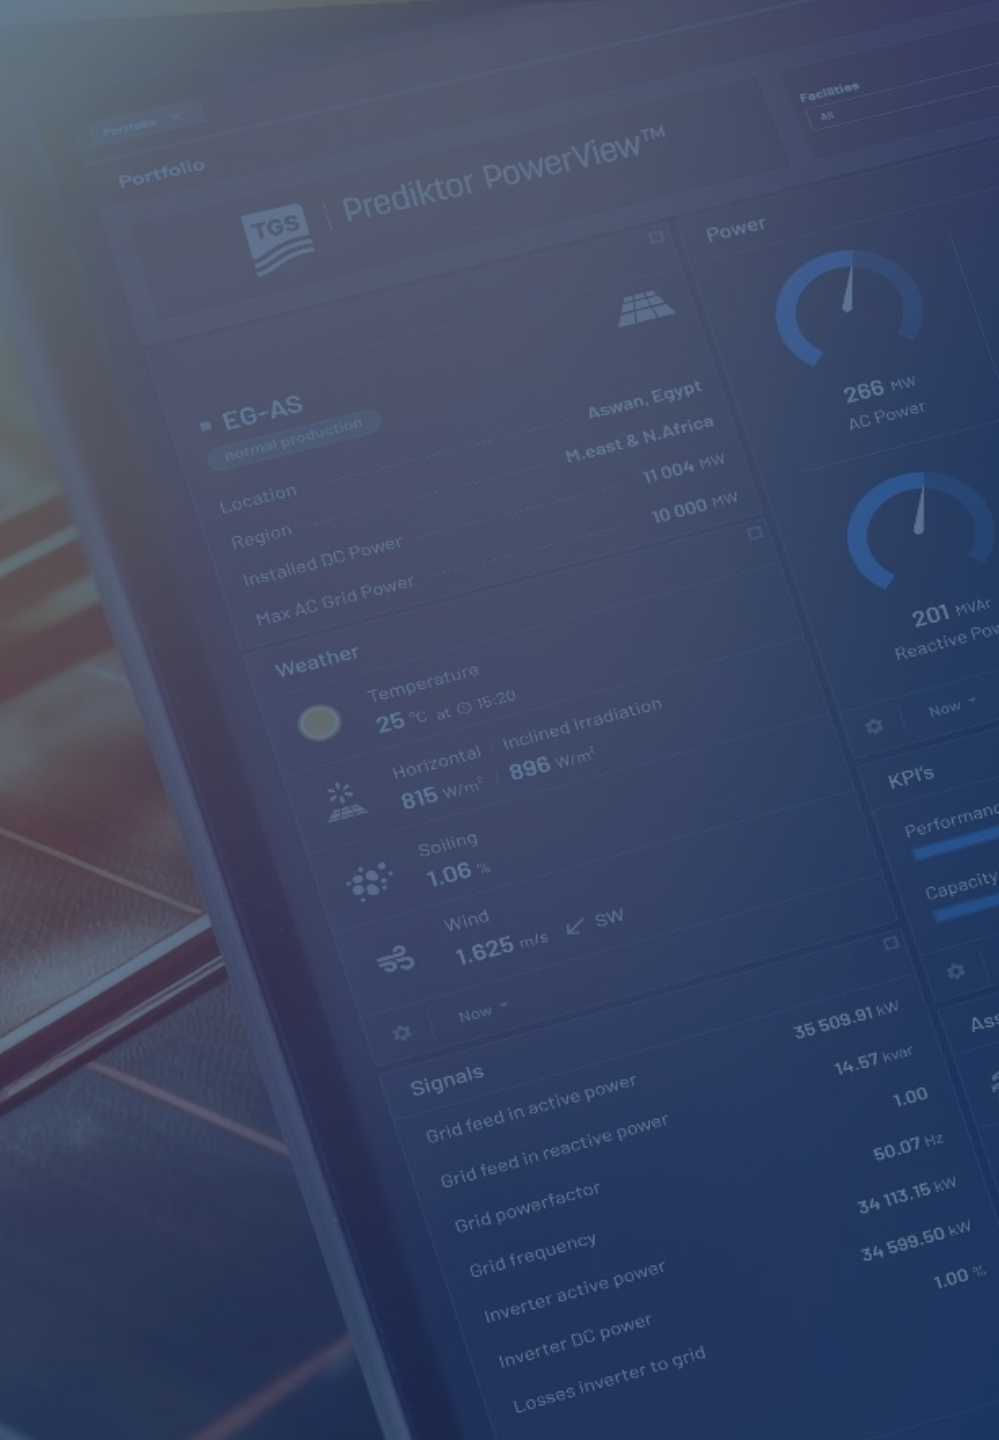 Portfolio
Portfolio
TGS
Prediktor PowerView™
EG-AS
normal production
Location Aswan, Egypt
Region M.east & N.Africa
Installed DC Power 11 004 MW
Max AC Grid Power 10 000 MW
Weather
Temperature
25 °C at 15:20
Horizontal / Inclined Irradiation
815 W/m² / 896 W/m²
Soiling
1.06 %
Wind
1.625 m/s SW
Now
Signals
Grid feed in active power 35 509.91 kW
Grid feed in reactive power 14.57 kvar
Grid powerfactor 1.00
Grid frequency 50.07 Hz
Inverter active power 34 113.15 kW
Inverter DC power 34 599.50 kW
Losses inverter to grid 1.00 %
Facilities
All
Power
266 MW
AC Power
201 MVAr
Reactive
Now
KPI's
Capacity